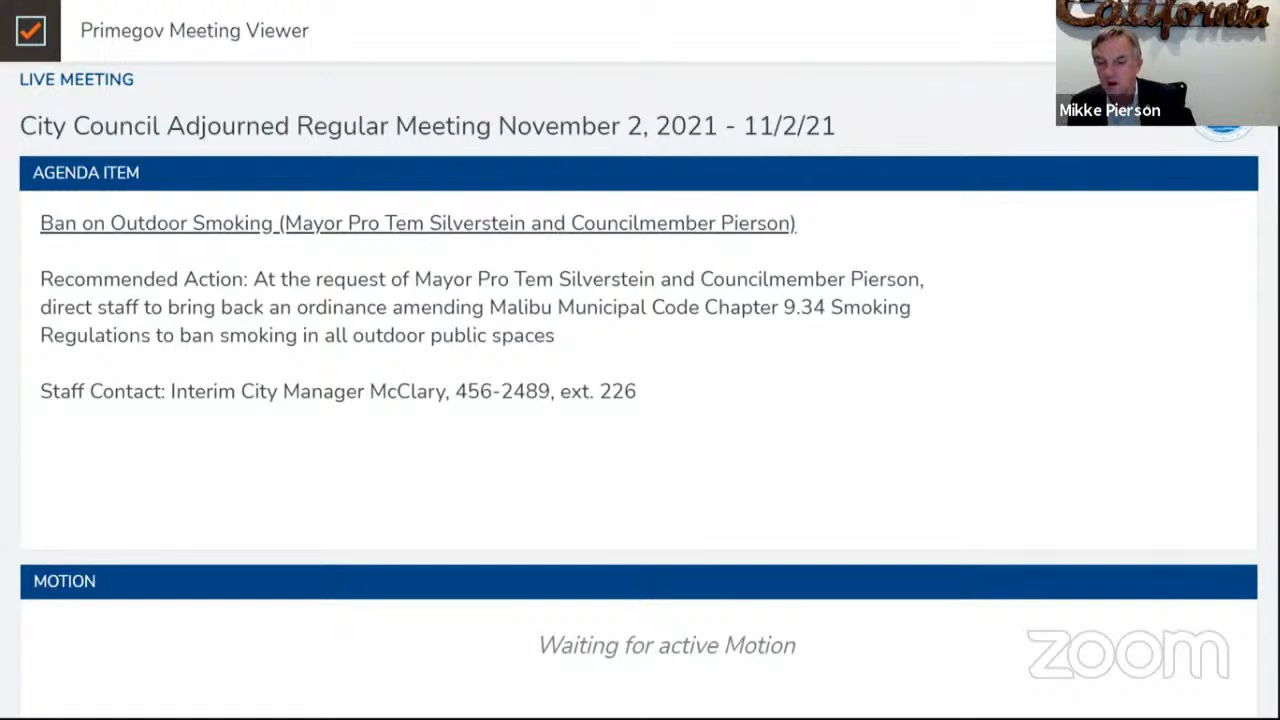 Primegov Meeting Viewer
California
Mikke Pierson
LIVE MEETING
City Council Adjourned Regular Meeting November 2, 2021 - 11/2/21
AGENDA ITEM
Ban on Outdoor Smoking (Mayor Pro Tem Silverstein and Councilmember Pierson)
Recommended Action: At the request of Mayor Pro Tem Silverstein and Councilmember Pierson,
direct staff to bring back an ordinance amending Malibu Municipal Code Chapter 9.34 Smoking
Regulations to ban smoking in all outdoor public spaces
Staff Contact: Interim City Manager McClary, 456-2489, ext. 226
MOTION
Waiting for active Motion
zoom